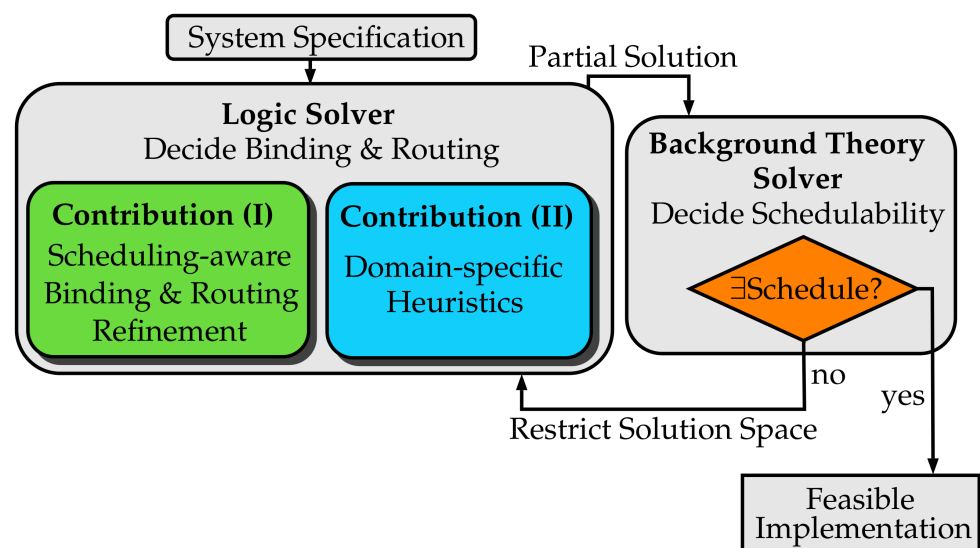 System Specification
Partial Solution
Logic Solver
Decide Binding & Routing
Contribution (I)
Scheduling-aware
Binding & Routing
Refinement
Contribution (II)
Domain-specific
Heuristics
Background Theory
Solver
Decide Schedulability
∃Schedule?
no
yes
Restrict Solution Space
Feasible
Implementation